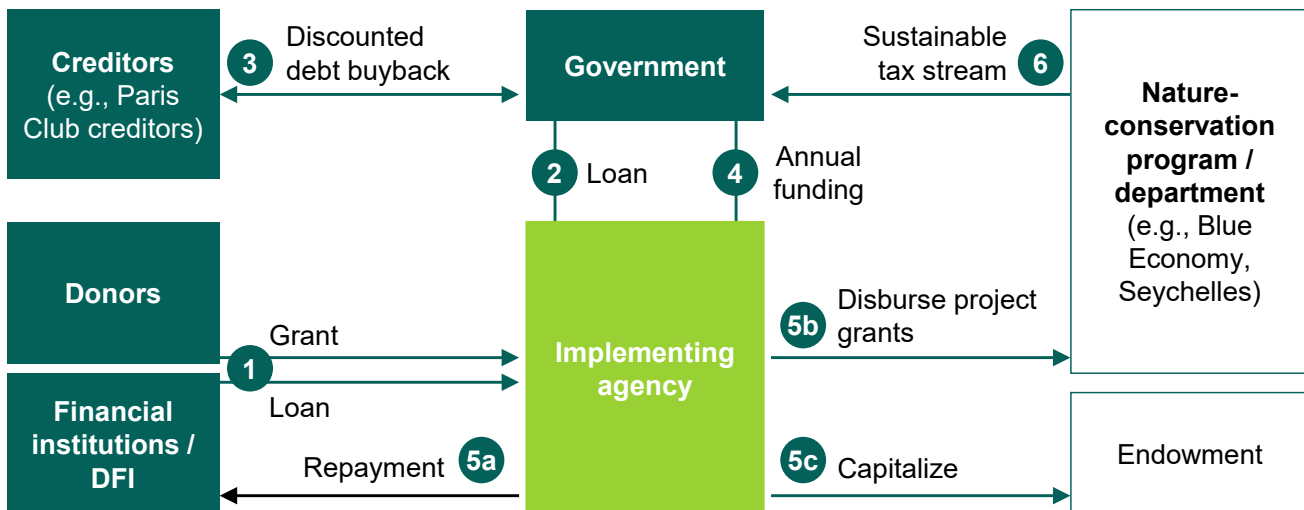 Creditors
(e.g., Paris
Club creditors)
3
Discounted
debt buyback
Government
Sustainable
tax stream
6
Nature-
conservation
program /
department
(e.g., Blue
Economy,
Seychelles)
2
Loan
4
Annual
funding
Donors
Grant
1
Loan
Financial
institutions /
DFI
Repayment
5a
Implementing
agency
5b
Disburse project
grants
5c
Capitalize
Endowment